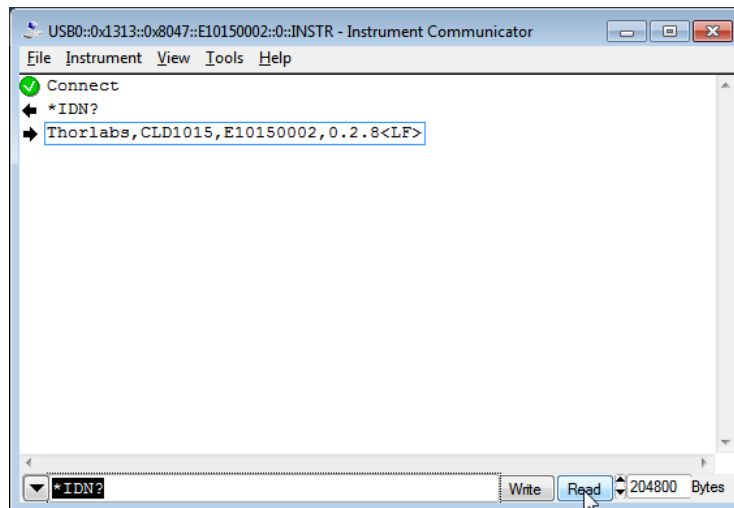 USB0::0x1313::0x8047::E10150002::0::INSTR - Instrument Communicator
File Instrument View Tools Help
Connect
*IDN?
Thorlabs,CLD1015,E10150002,0.2.8<LF>
*IDN? Write Read 204800 Bytes